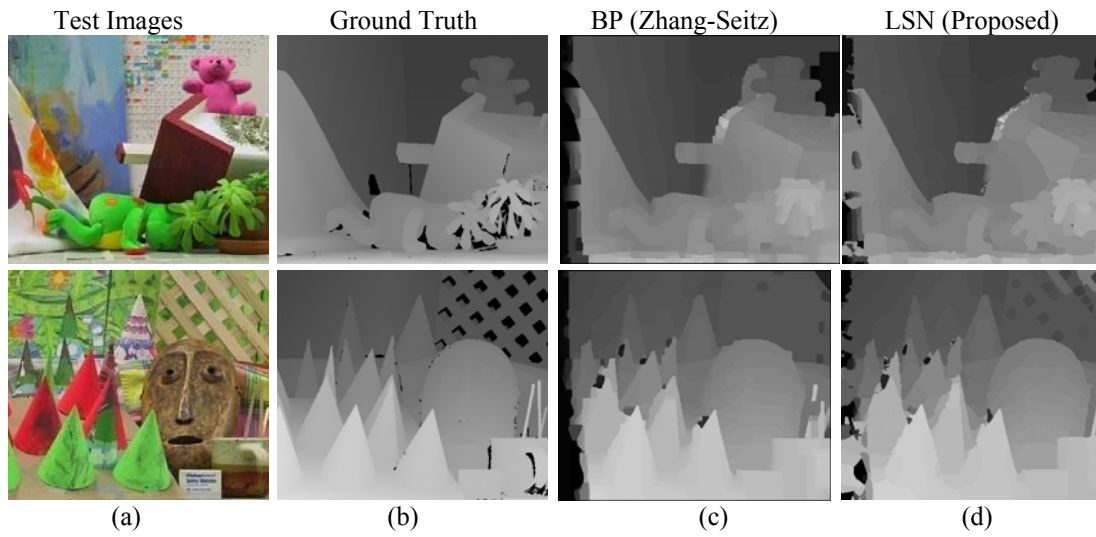 Test Images Ground Truth BP (Zhang-Seitz) LSN (Proposed)
(a) (b) (c) (d)